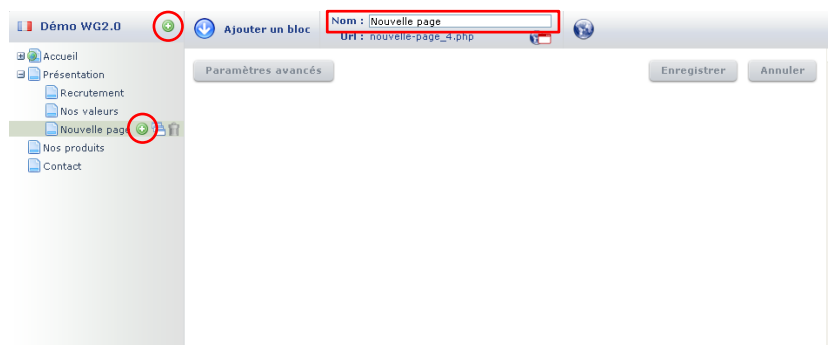 Démo WG2.0
Ajouter un bloc
Nom : Nouvelle page
Url : nouvelle-page_4.php
Accueil
Présentation
Recrutement
Nos valeurs
Nouvelle page
Nos produits
Contact
Paramètres avancés
Enregistrer
Annuler